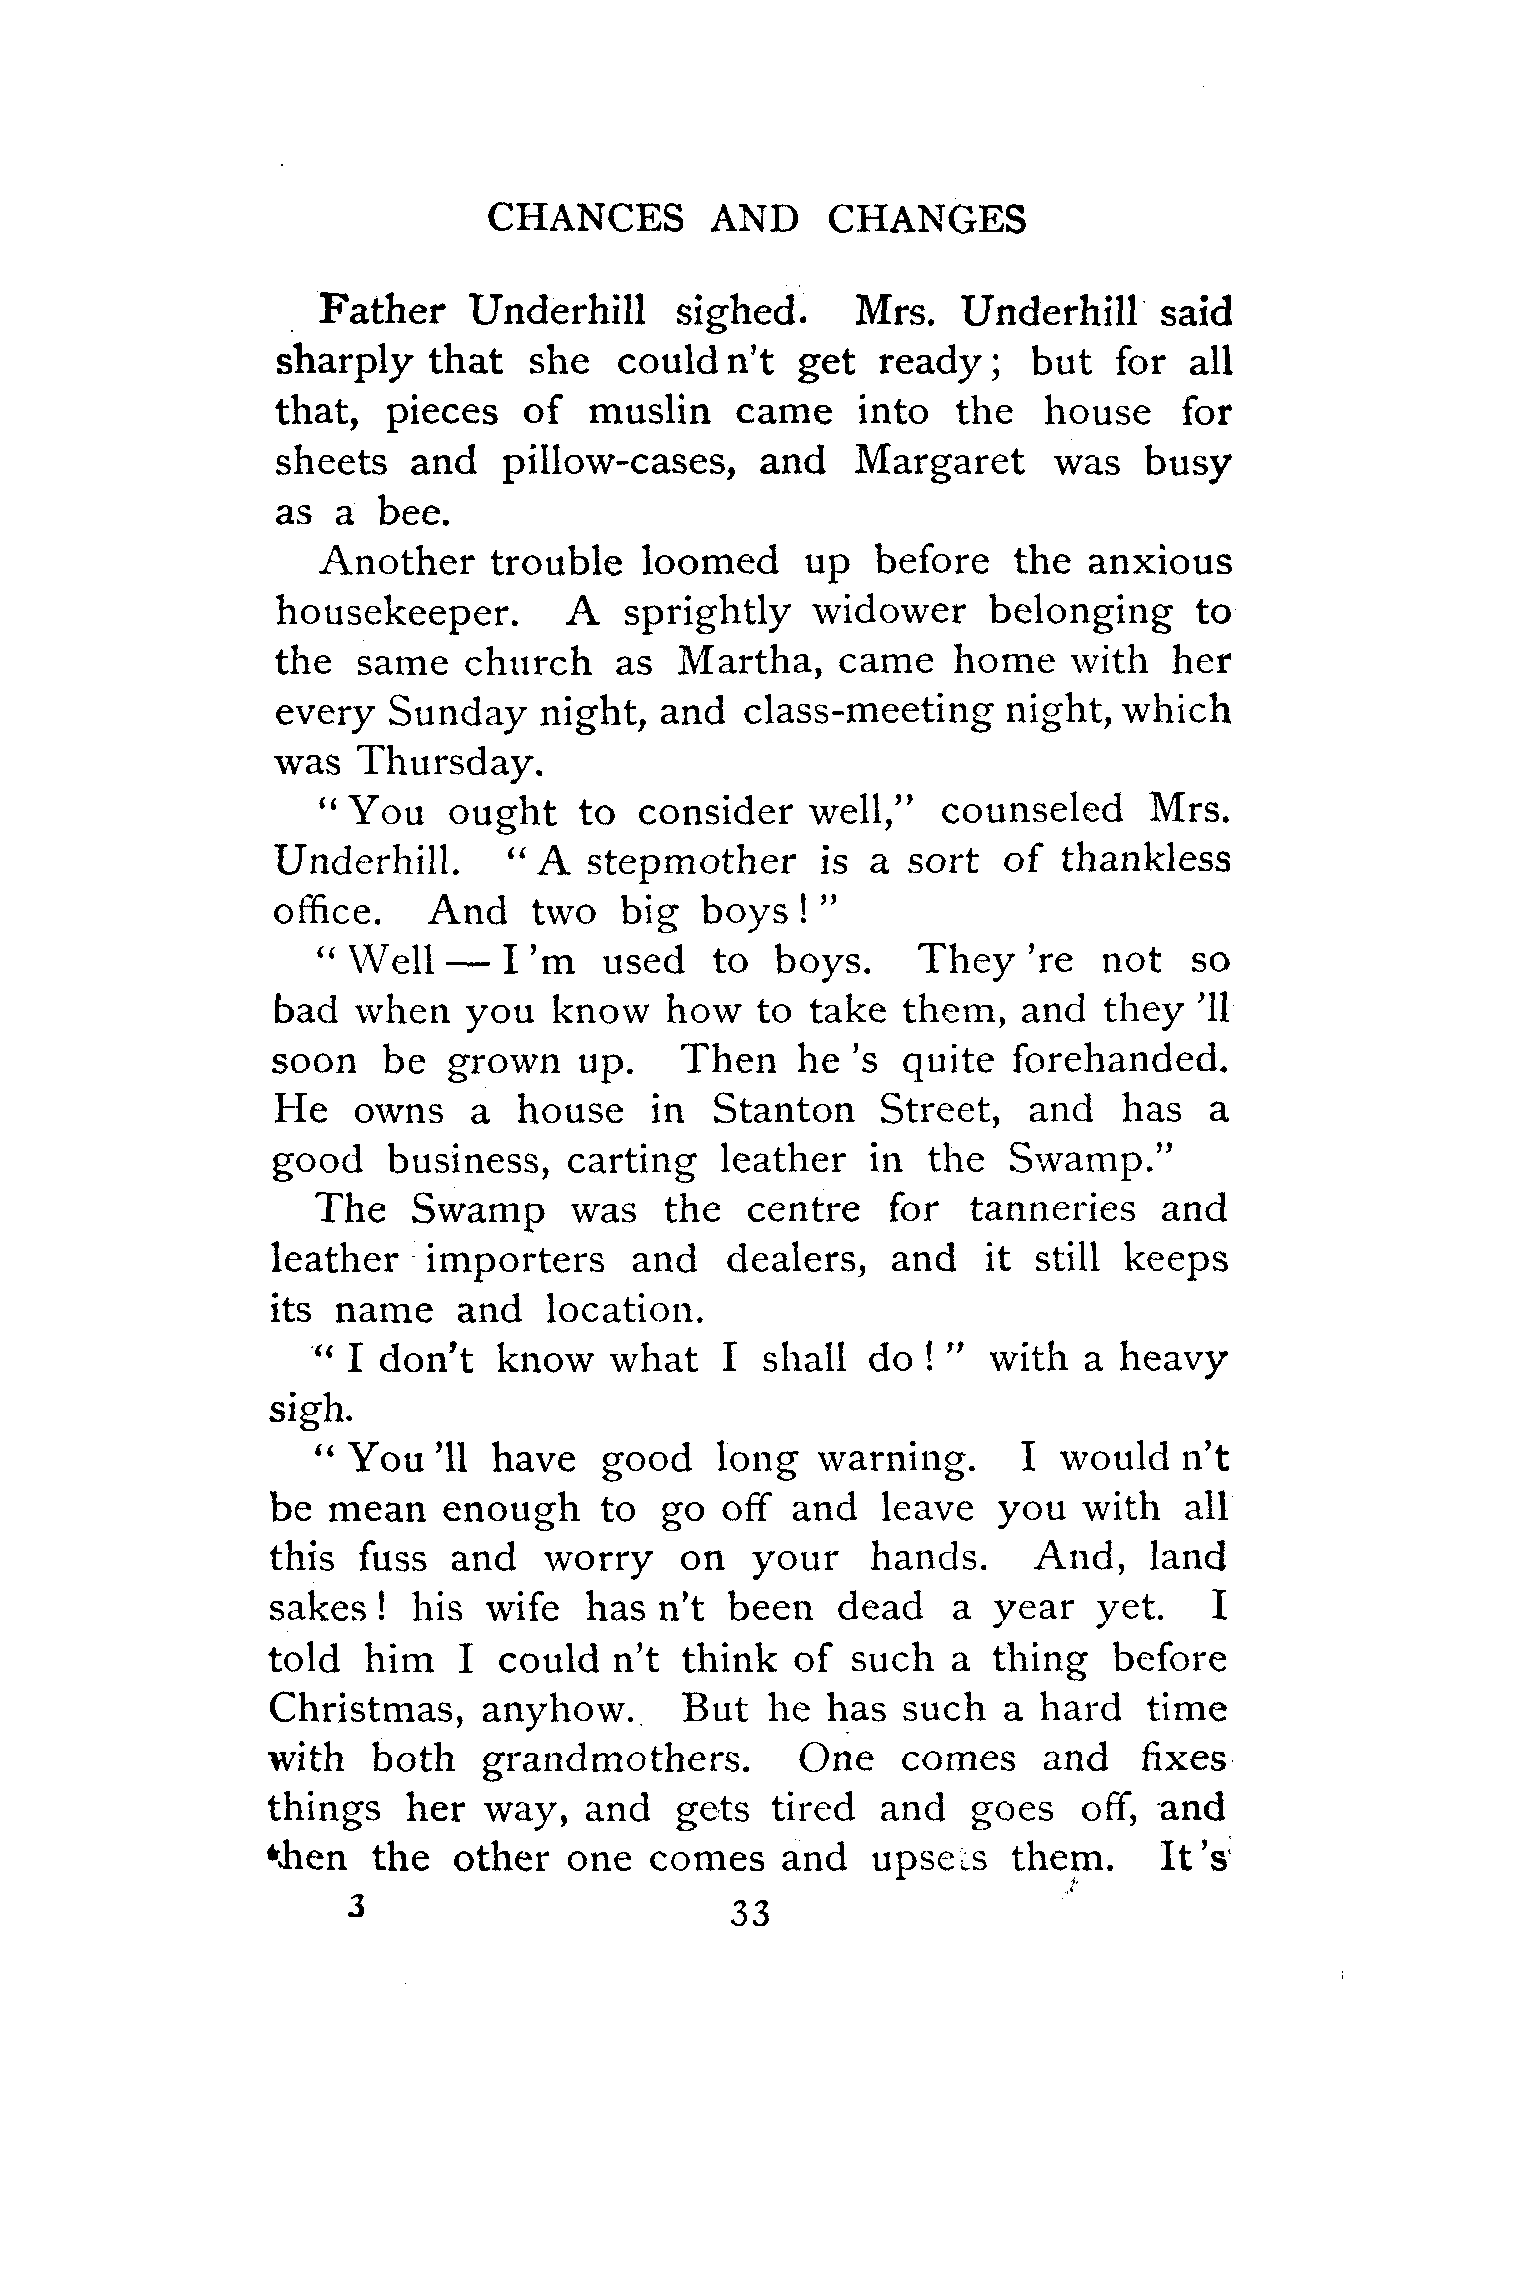 CHANCES AND CHANGES
Father Underhill sighed. Mrs. Underhill said
sharply that she could n't get ready; but for all
that, pieces of muslin came into the house for
sheets and pillow-cases, and Margaret was busy
as a bee.
Another trouble loomed up before the anxious
housekeeper. A sprightly widower belonging to
the same church as Martha, came home with her
every Sunday night, and class-meeting night, which
was Thursday.
“You ought to consider well,” counseled Mrs.
Underhill. “A stepmother is a sort of thankless
office. And two big boys!”
“Well — I 'm used to boys. They 're not so
bad when you know how to take them, and they 'll
soon be grown up. Then he 's quite forehanded.
He owns a house in Stanton Street, and has a
good business, carting leather in the Swamp.”
The Swamp was the centre for tanneries and
leather importers and dealers, and it still keeps
its name and location.
“I don't know what I shall do!” with a heavy
sigh.
“You 'll have good long warning. I would n't
be mean enough to go off and leave you with all
this fuss and worry on your hands. And, land
sakes! his wife has n't been dead a year yet. I
told him I could n't think of such a thing before
Christmas, anyhow. But he has such a hard time
with both grandmothers. One comes and fixes
things her way, and gets tired and goes off, and
then the other one comes and upsets them. It 's
3 33